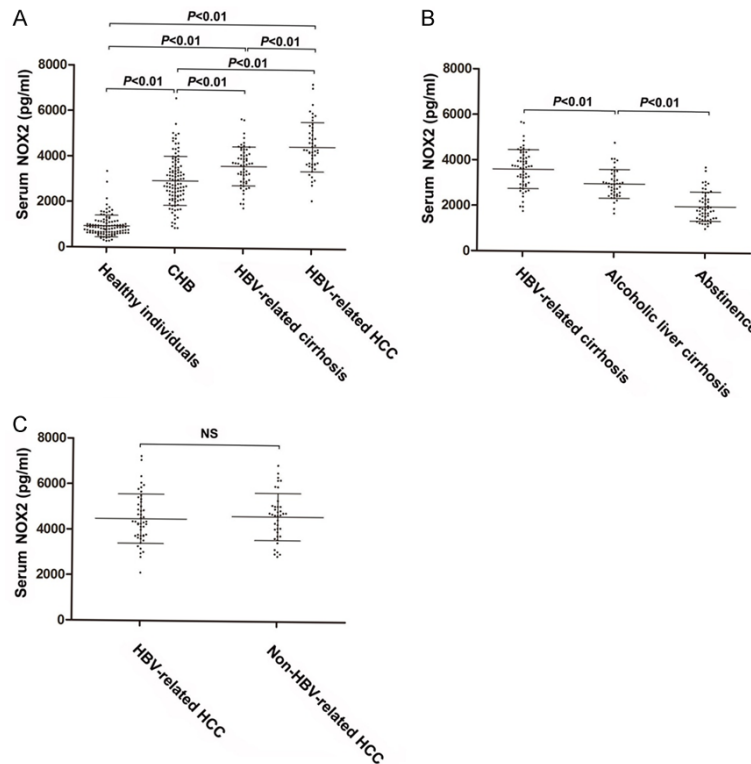 A
P<0.01
P<0.01 P<0.01
P<0.01
P<0.01 P<0.01
Serum NOX2 (pg/ml)
8000
6000
4000
2000
0
Healthy individuals
CHB
HBV-related cirrhosis
HBV-related HCC
B
P<0.01 P<0.01
Serum NOX2 (pg/ml)
8000
6000
4000
2000
0
HBV-related cirrhosis
Alcoholic liver cirrhosis
Abstinence
C
NS
Serum NOX2 (pg/ml)
8000
6000
4000
2000
0
HBV-related HCC
Non-HBV-related HCC